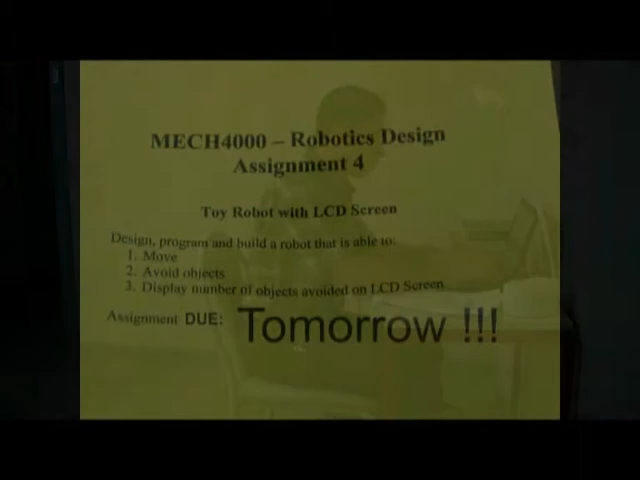 MECH4000 – Robotics Design
Assignment 4
Toy Robot with LCD Screen
Design, program and build a robot that is able to:
1. Move
2. Avoid objects
3. Display number of objects avoided on LCD Screen
Assignment DUE: Tomorrow !!!